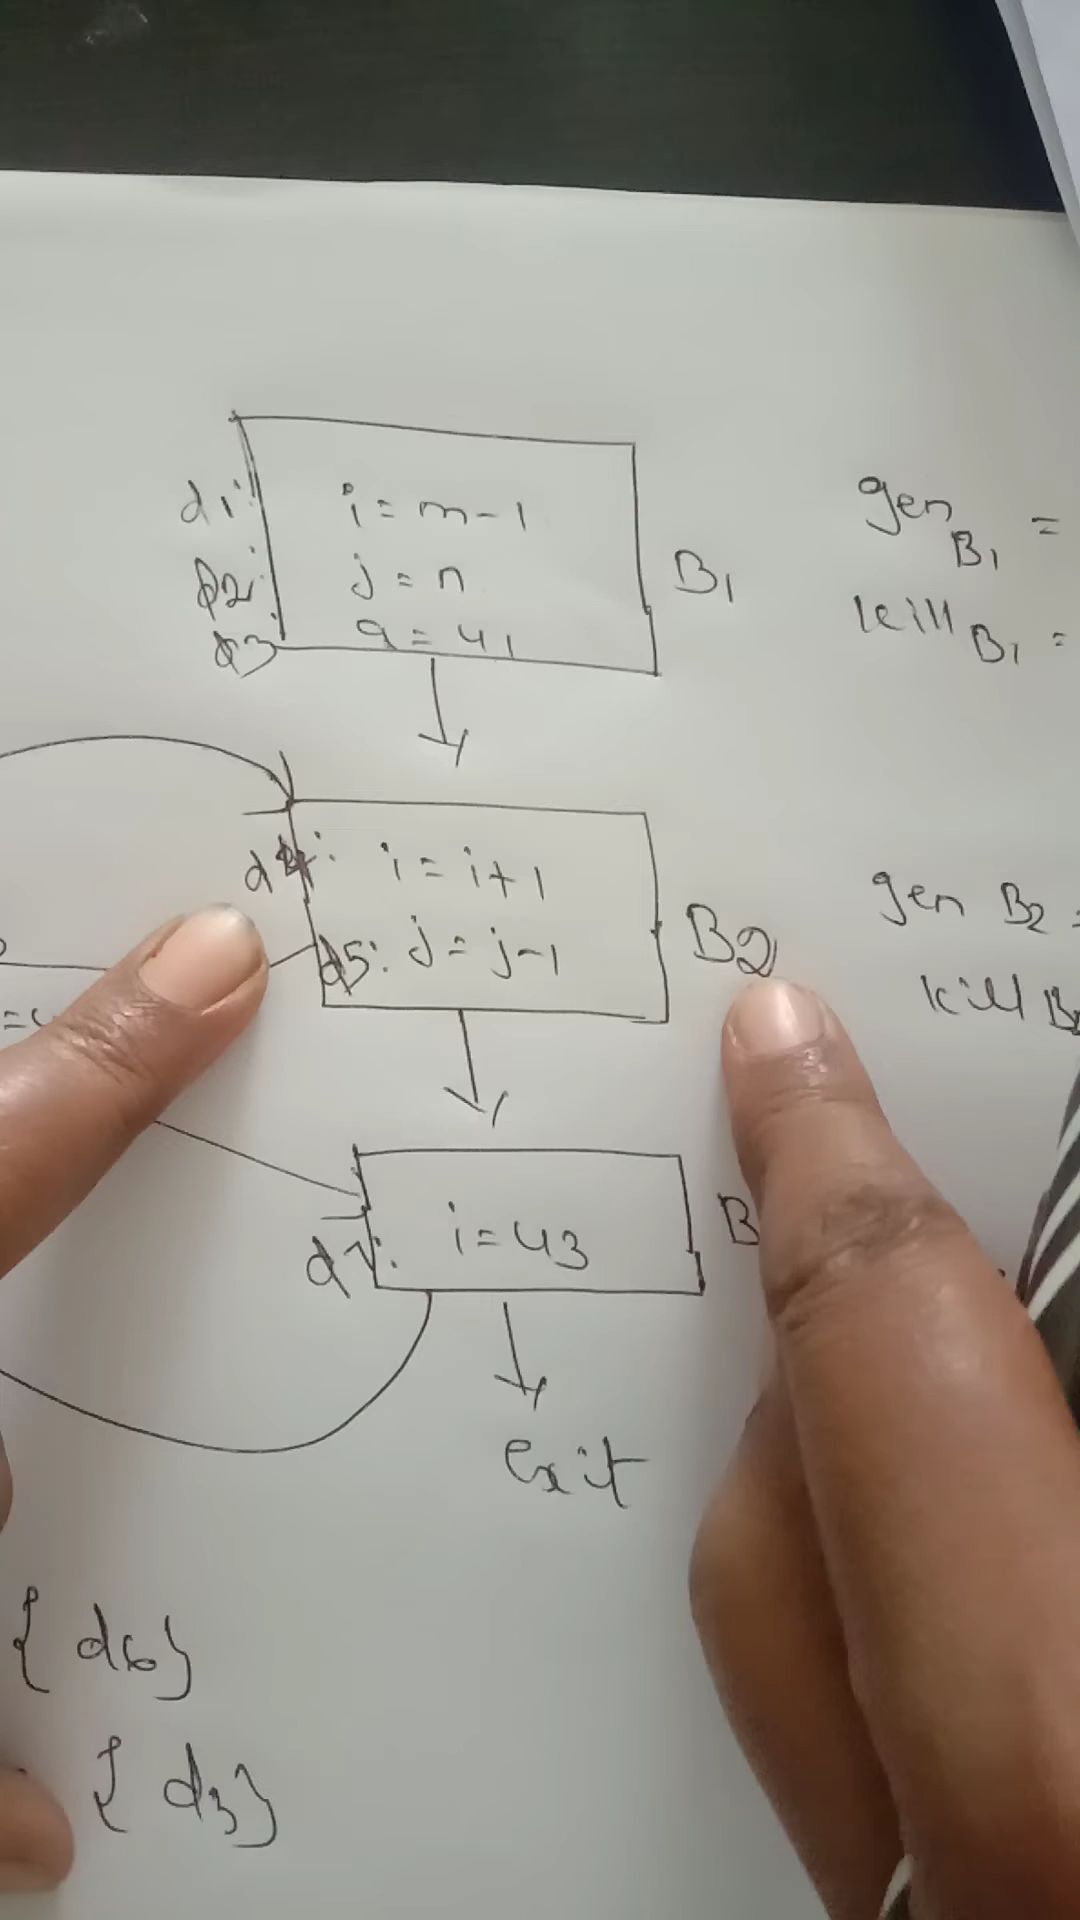 d1: i = m-1
d2: j = n
d3: a = u1
B1
gen B1 =
kill B1 =
d4: i = i+1
d5: j = j-1
B2
gen B2 =
kill B2
d7: i = u3
B
exit
{ d6 }
{ d3 }